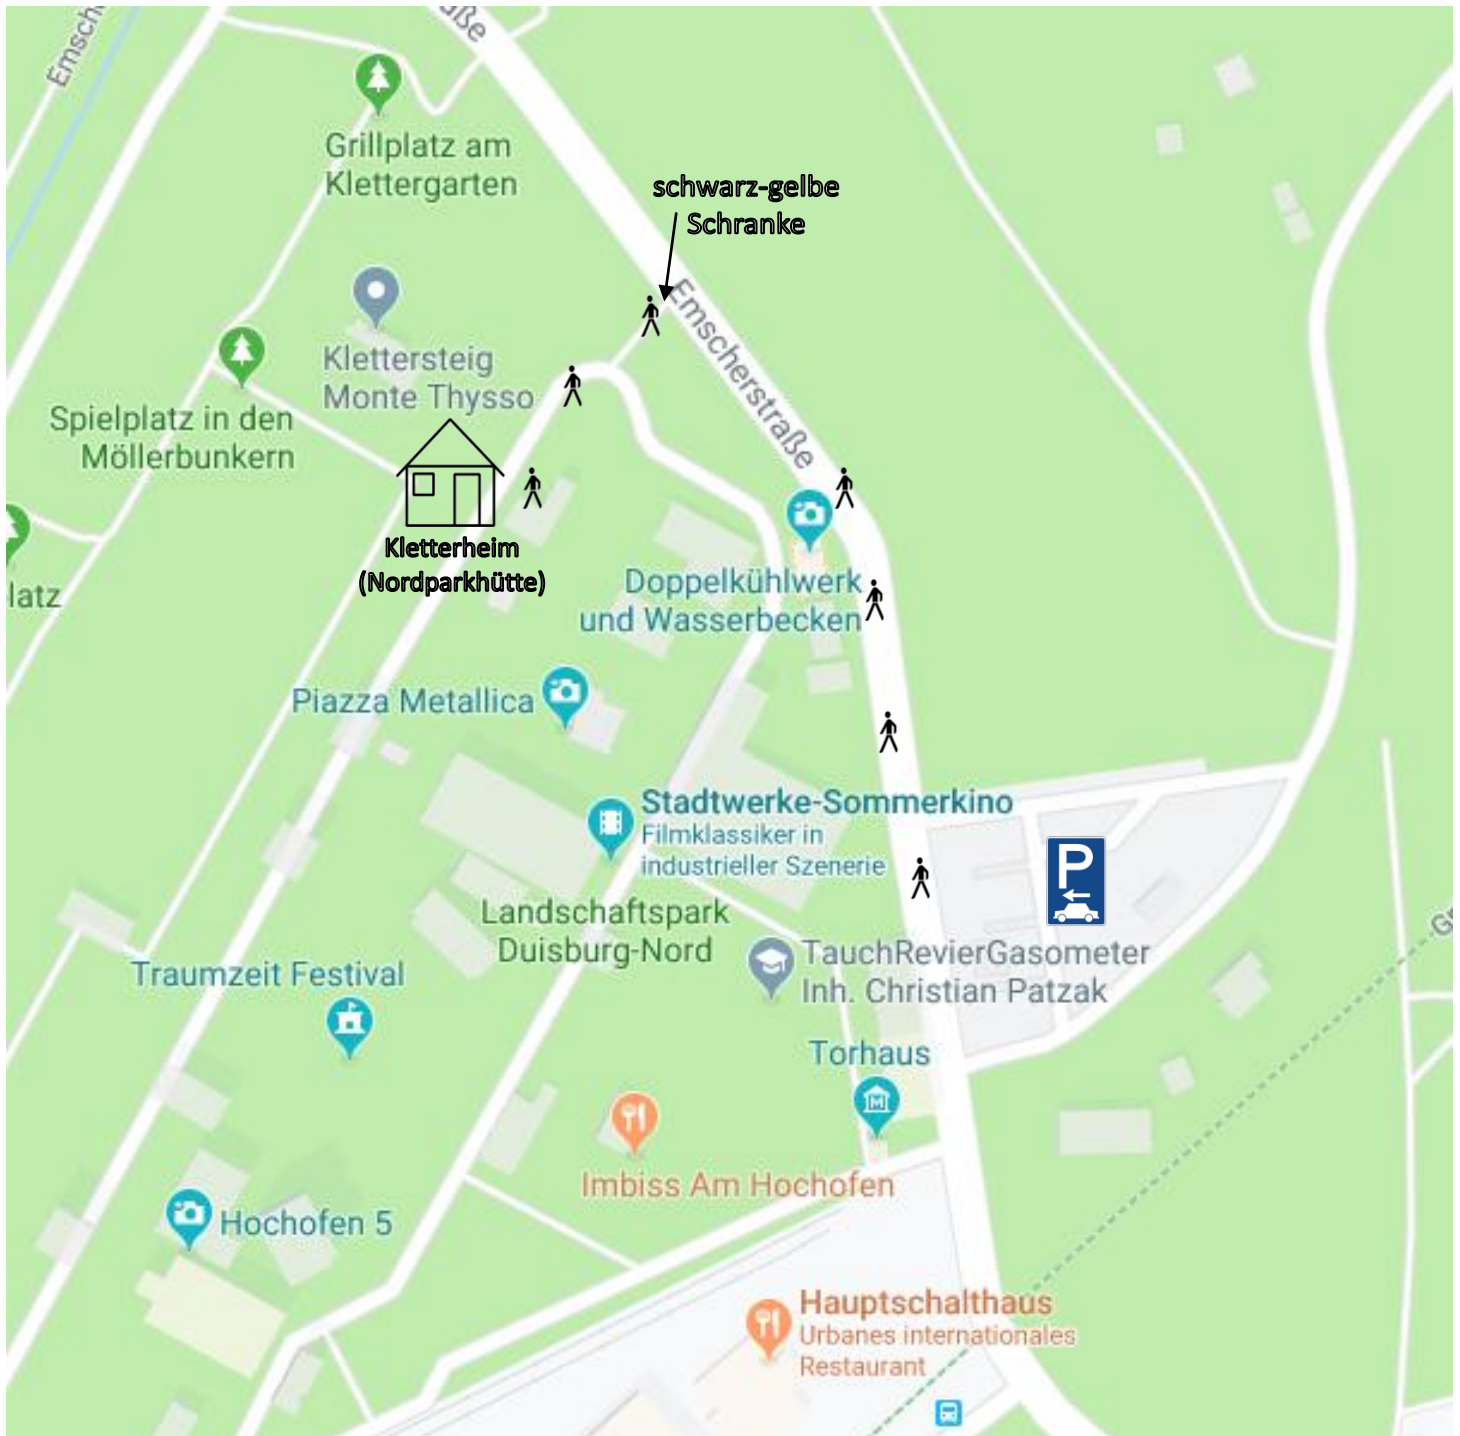 Grillplatz am
Klettergarten
schwarz-gelbe
Schranke
Klettersteig
Monte Thysso
Emscherstraße
Spielplatz in den
Möllerbunkern
Kletterheim
(Nordparkhütte)
latz
Doppelkühlwerk
und Wasserbecken
Piazza Metallica
Stadtwerke-Sommerkino
Filmklassiker in
industrieller Szenerie
P
Landschaftspark
Duisburg-Nord
TauchRevierGasometer
Inh. Christian Patzak
Traumzeit Festival
Torhaus
M
Imbiss Am Hochofen
Hochofen 5
Hauptschalthaus
Urbanes internationales
Restaurant